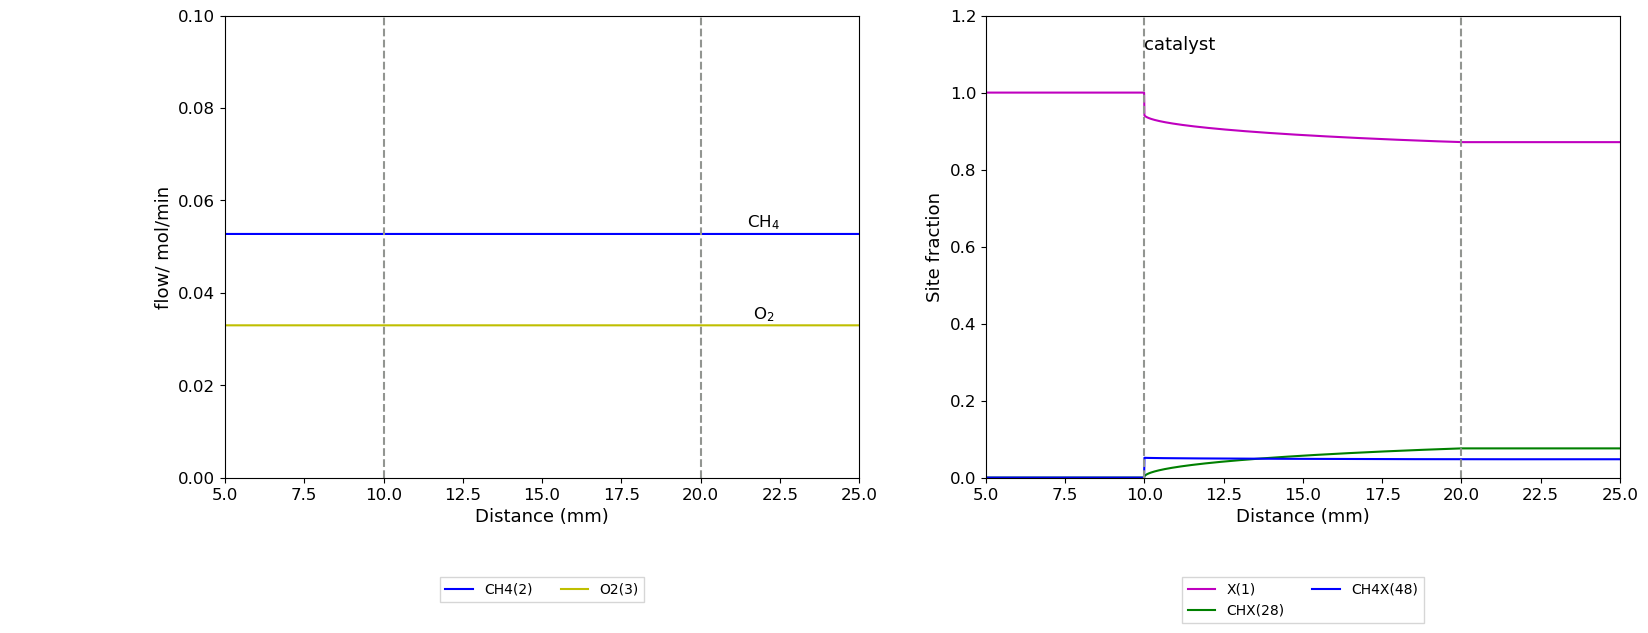 0.10
0.08
0.06
0.04
0.02
0.00
flow/ mol/min
CH₄
O₂
5.0 7.5 10.0 12.5 15.0 17.5 20.0 22.5 25.0
Distance (mm)
CH4(2) O2(3)
1.2
1.0
0.8
0.6
0.4
0.2
0.0
Site fraction
catalyst
5.0 7.5 10.0 12.5 15.0 17.5 20.0 22.5 25.0
Distance (mm)
X(1) CH4X(48)
CHX(28)